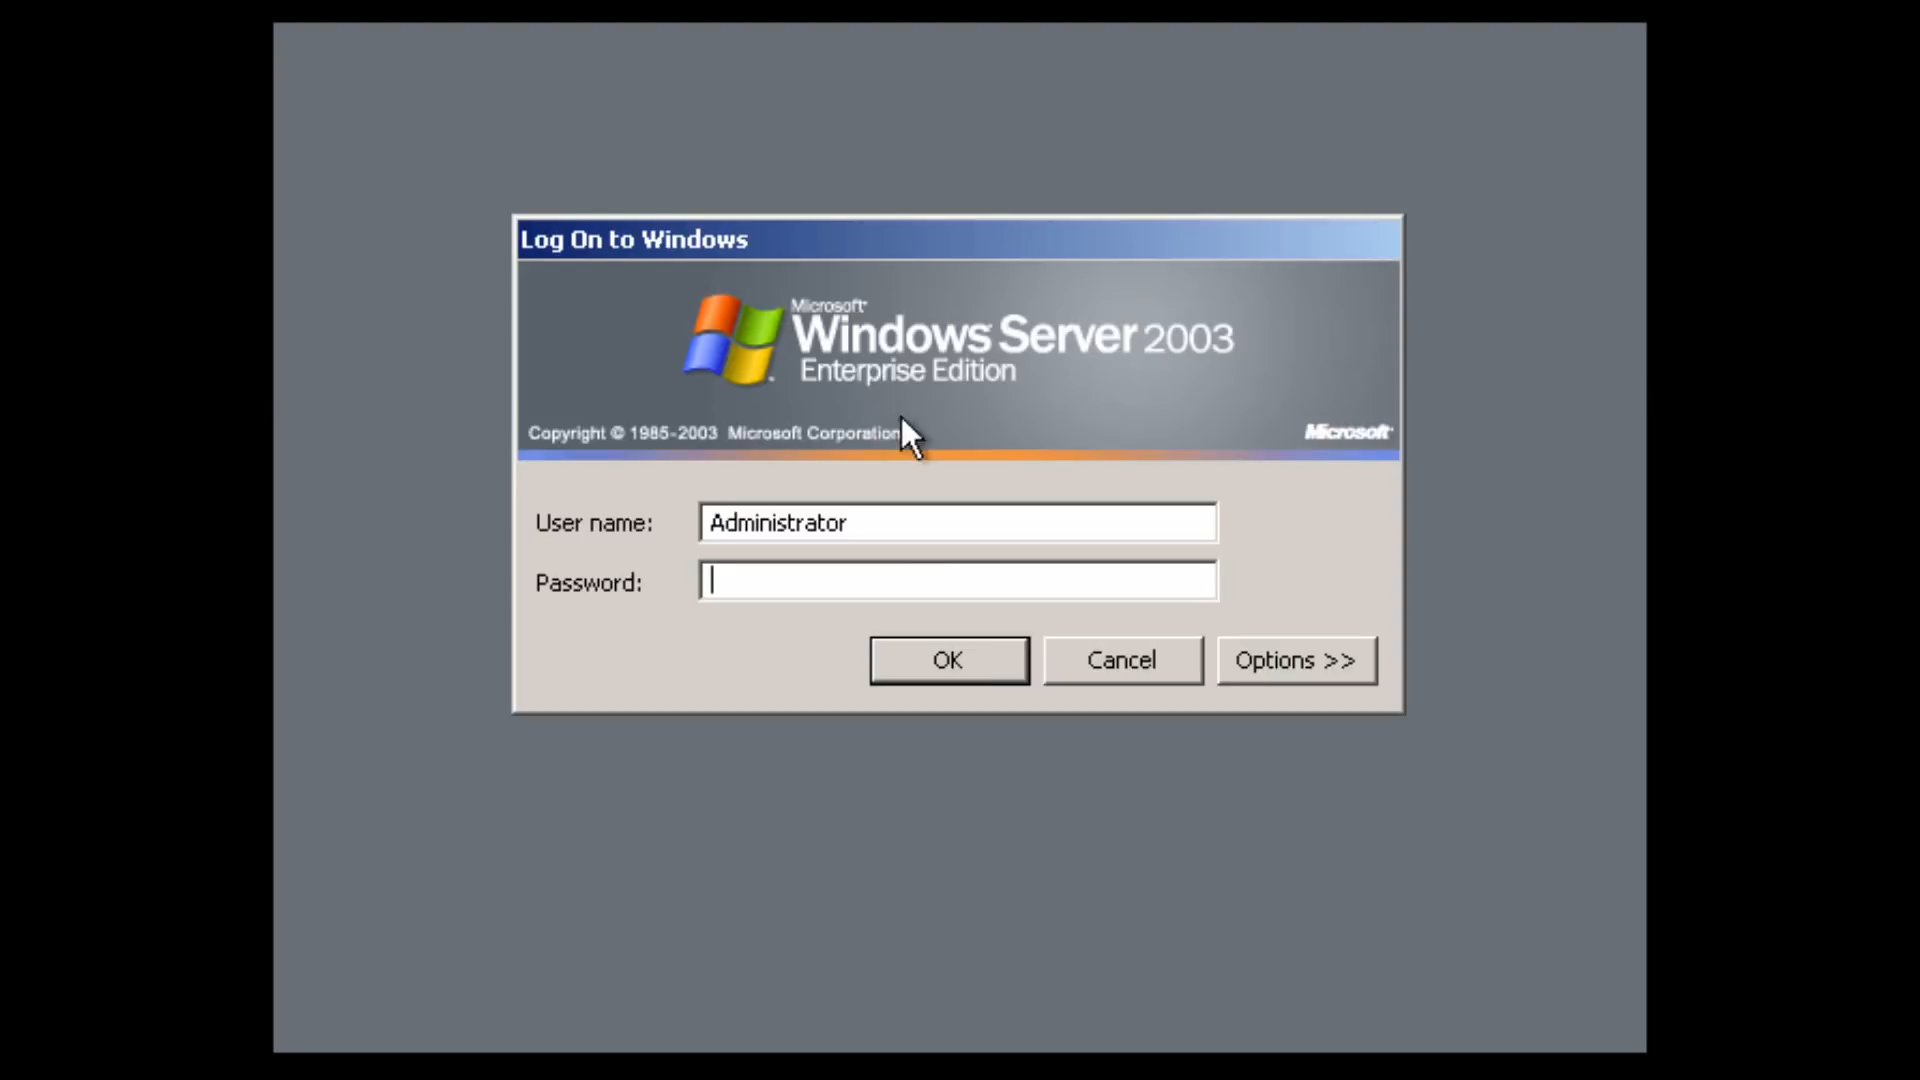 Log On to Windows
Microsoft
Windows Server 2003
Enterprise Edition
Copyright © 1985-2003 Microsoft Corporation
Microsoft
User name:
Administrator
Password:
OK
Cancel
Options >>